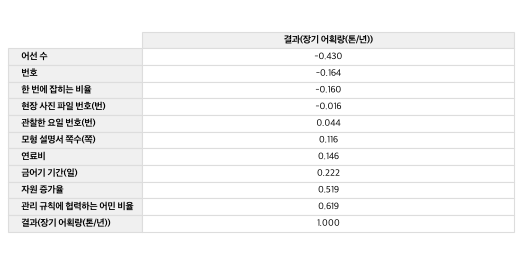 결과(장기 어획량(톤/년))
어선 수 -0.430
번호 -0.164
한 번에 잡히는 비율 -0.160
현장 사진 파일 번호(번) -0.016
관찰한 요일 번호(번) 0.044
모형 설명서 쪽수(쪽) 0.116
연료비 0.146
금어기 기간(일) 0.222
자원 증가율 0.519
관리 규칙에 협력하는 어민 비율 0.619
결과(장기 어획량(톤/년)) 1.000